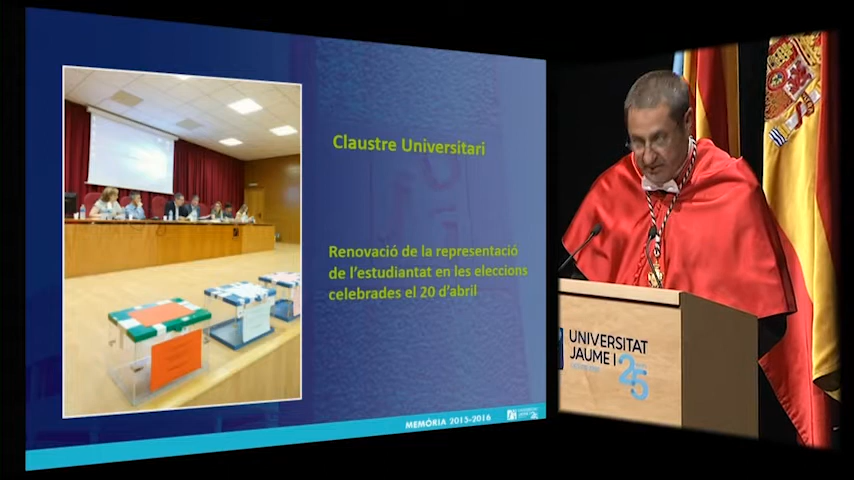 Claustre Universitari
Renovació de la representació
de l'estudiantat en les eleccions
celebrades el 20 d'abril
MEMÒRIA 2015-2016
UNIVERSITAT
JAUME I
25